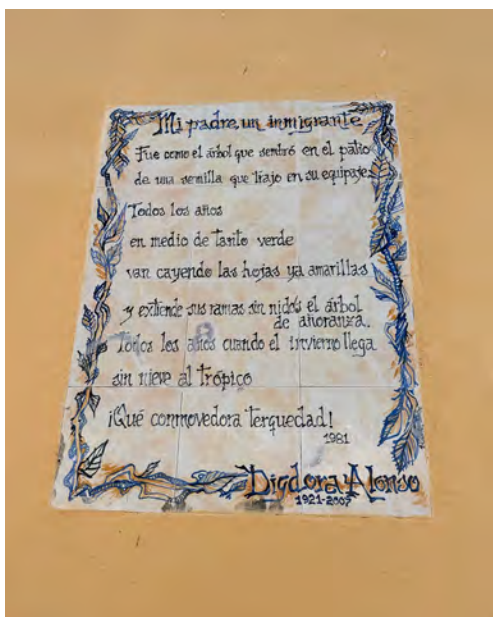 Mi padre, un inmigrante
Fue como el árbol que sembró en el patio
de una semilla que trajo en su equipaje.
Todos los años
en medio de tanto verde
van cayendo las hojas ya amarillas
y extiende sus ramas sin nidos el árbol
de añoranza.
Todos los años cuando el invierno llega
sin nieve al trópico
¡Qué conmovedora terquedad!
1981
Digdora Alonso
1921-2007